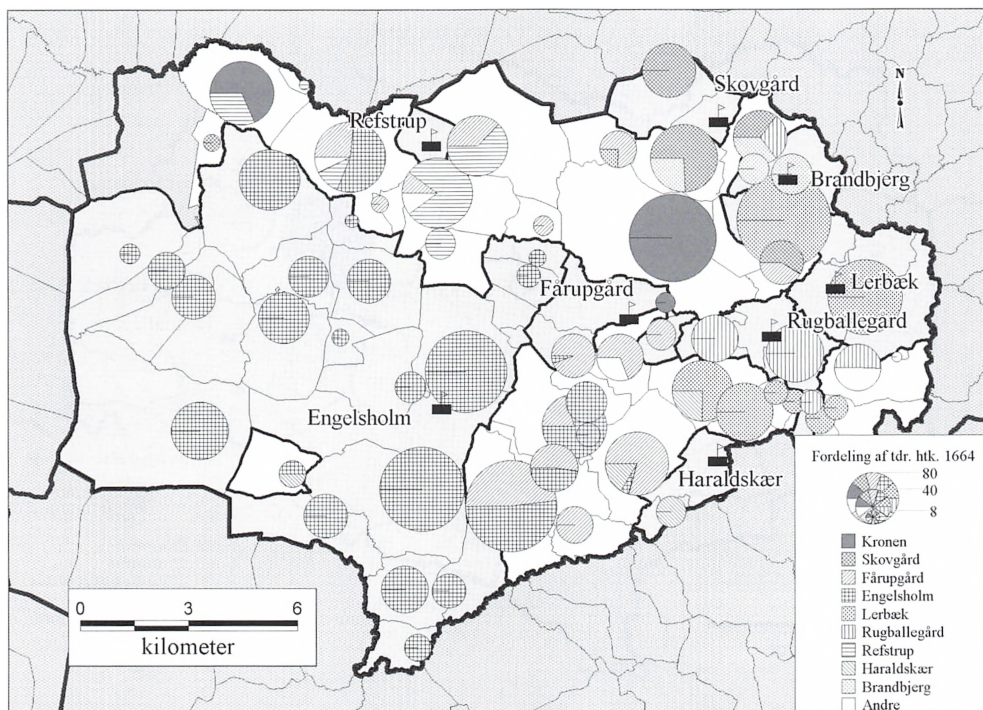 N
Skovgård
Refstrup
Brandbjerg
Fårupgård
Lerbæk
Rugballegård
Engelsholm
Haraldskær
0 3 6
kilometer
Fordeling af tdr. htk. 1664
80
40
8
Kronen
Skovgård
Fårupgård
Engelsholm
Lerbæk
Rugballegård
Refstrup
Haraldskær
Brandbjerg
Andre